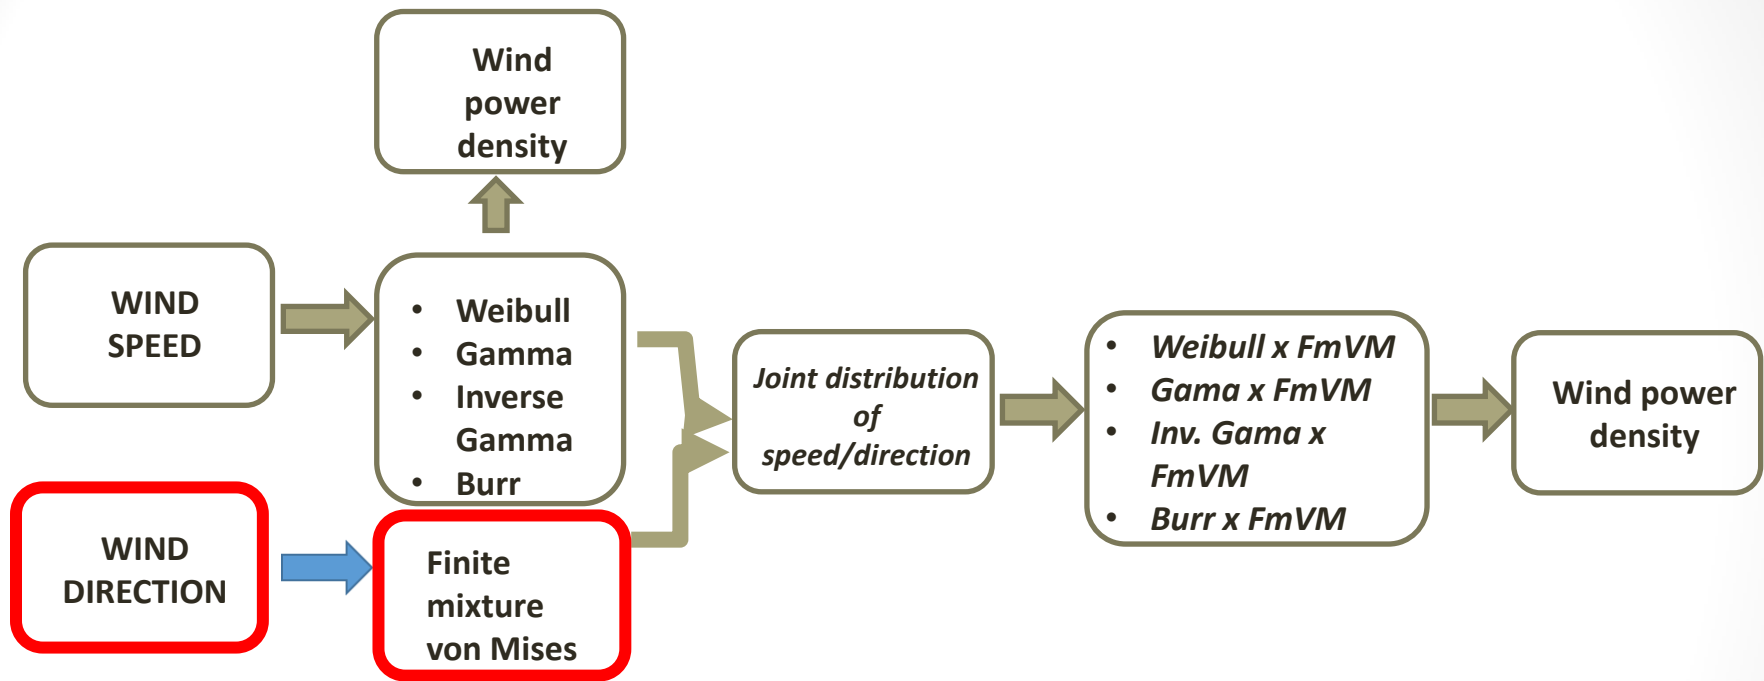 Wind
power
density
WIND
SPEED
• Weibull
• Gamma
• Inverse
Gamma
• Burr
WIND
DIRECTION
Finite
mixture
von Mises
Joint distribution
of
speed/direction
• Weibull x FmVM
• Gama x FmVM
• Inv. Gama x
FmVM
• Burr x FmVM
Wind power
density